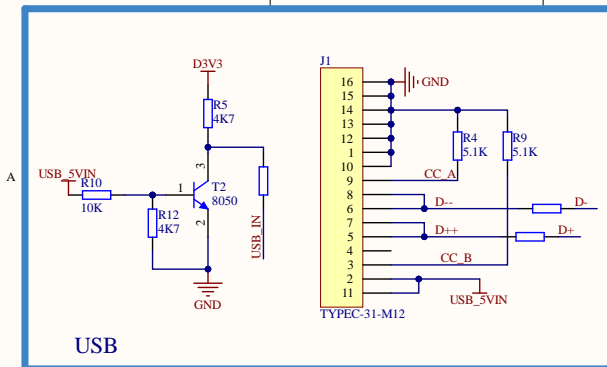 A
D3V3
R5
4K7
3
USB_5VIN
R10
10K
1
T2
8050
R12
4K7
2
USB_IN
GND
J1
16
15
14
13
12
1
10
9
8
6
7
5
4
3
2
11
GND
R4
5.1K
R9
5.1K
CC_A
D--
D-
D++
D+
CC_B
USB_5VIN
TYPEC-31-M12
USB